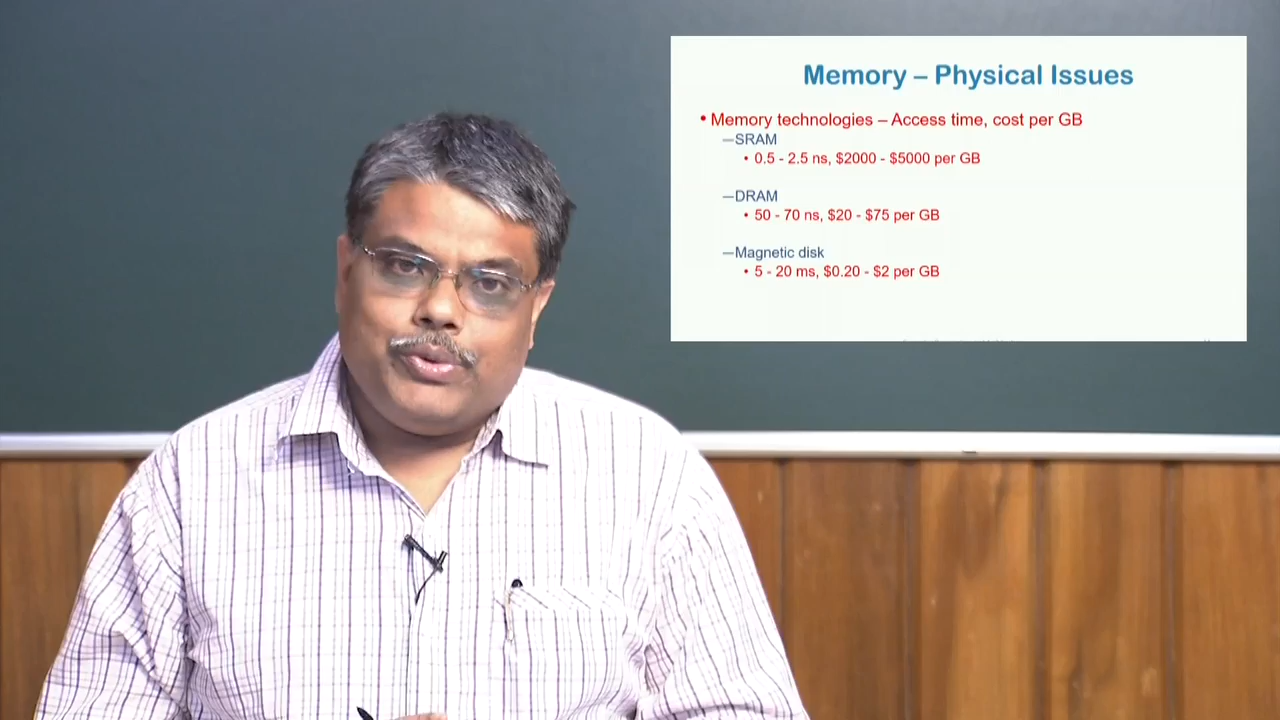 Memory – Physical Issues
• Memory technologies – Access time, cost per GB
–SRAM
• 0.5 - 2.5 ns, $2000 - $5000 per GB
–DRAM
• 50 - 70 ns, $20 - $75 per GB
–Magnetic disk
• 5 - 20 ms, $0.20 - $2 per GB